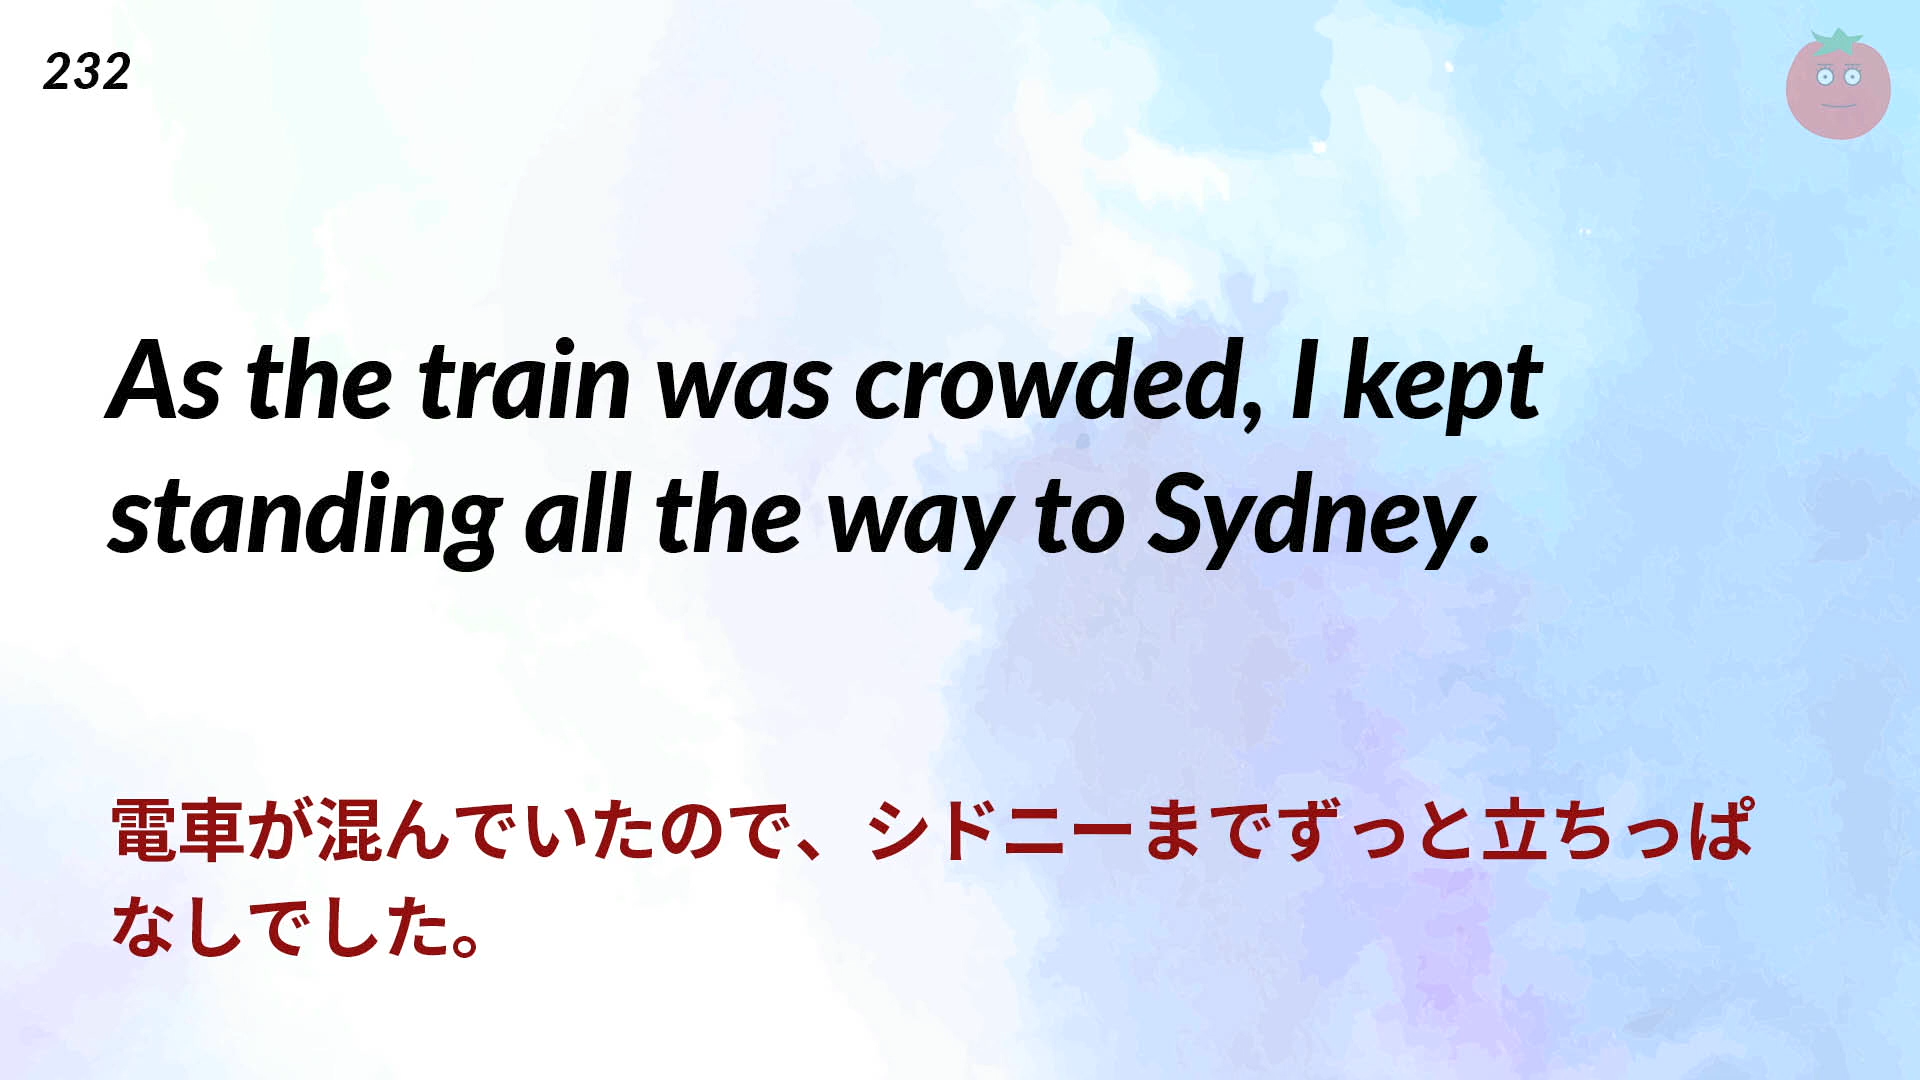 232
As the train was crowded, I kept
standing all the way to Sydney.
電車が混んでいたので、シドニーまでずっと立ちっぱ
なしでした。